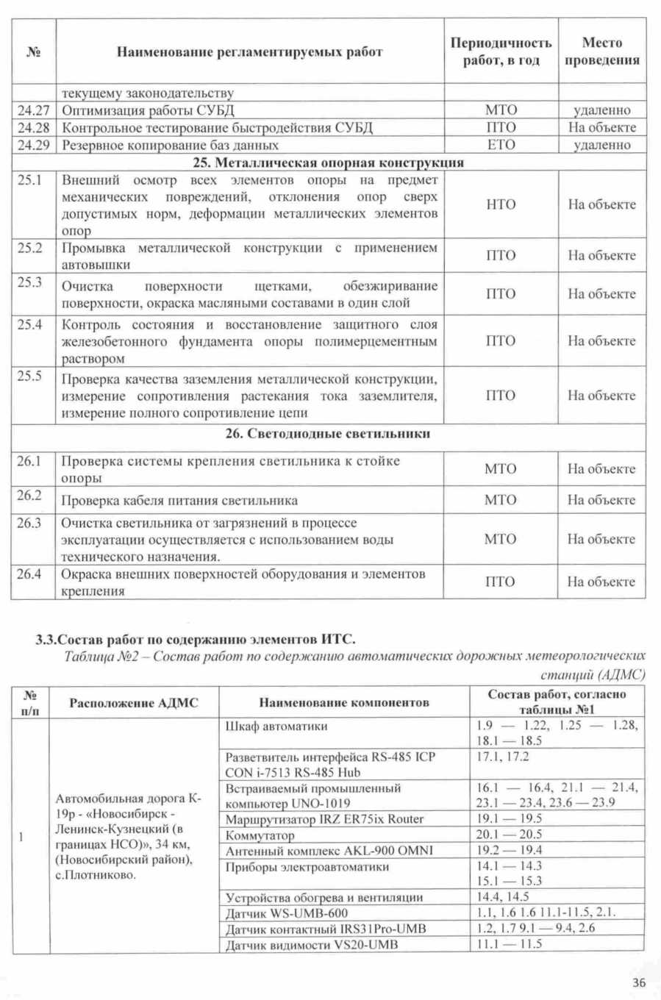 № Наименование регламентируемых работ Периодичность работ, в год Место проведения
текущему законодательству
24.27 Оптимизация работы СУБД МТО удаленно
24.28 Контрольное тестирование быстродействия СУБД ПТО На объекте
24.29 Резервное копирование баз данных ЕТО удаленно
25. Металлическая опорная конструкция
25.1 Внешний осмотр всех элементов опоры на предмет
механических повреждений, отклонения опор сверх
допустимых норм, деформации металлических элементов
опор
НТО На объекте
25.2 Промывка металлической конструкции с применением
автовышки
ПТО На объекте
25.3 Очистка поверхности щетками, обезжиривание
поверхности, окраска масляными составами в один слой
ПТО На объекте
25.4 Контроль состояния и восстановление защитного слоя
железобетонного фундамента опоры полимерцементным
раствором
ПТО На объекте
25.5 Проверка качества заземления металлической конструкции,
измерение сопротивления растекания тока заземлителя,
измерение полного сопротивление цепи
ПТО На объекте
26. Светодиодные светильники
26.1 Проверка системы крепления светильника к стойке
опоры
МТО На объекте
26.2 Проверка кабеля питания светильника МТО На объекте
26.3 Очистка светильника от загрязнений в процессе
эксплуатации осуществляется с использованием воды
технического назначения.
МТО На объекте
26.4 Окраска внешних поверхностей оборудования и элементов
крепления
ПТО На объекте
3.3.Состав работ по содержанию элементов ИТС.
Таблица №2 – Состав работ по содержанию автоматических дорожных метеорологических
станций (АДМС)
№ п/п Расположение АДМС Наименование компонентов Состав работ, согласно таблицы №1
1
Автомобильная дорога К-
19р - «Новосибирск -
Ленинск-Кузнецкий (в
границах НСО)», 34 км,
(Новосибирский район),
с.Плотниково.
Шкаф автоматики 1.9 — 1.22, 1.25 — 1.28,
18.1 — 18.5
Разветвитель интерфейса RS-485 ICP 17.1, 17.2
CON i-7513 RS-485 Hub
Встраиваемый промышленный 16.1 — 16.4, 21.1 — 21.4,
компьютер UNO-1019 23.1 — 23.4, 23.6 — 23.9
Маршрутизатор IRZ ER75ix Router 19.1 — 19.5
Коммутатор 20.1 — 20.5
Антенный комплекс AKL-900 OMNI 19.2 — 19.4
Приборы электроавтоматики 14.1 — 14.3
15.1 — 15.3
Устройства обогрева и вентиляции 14.4, 14.5
Датчик WS-UMB-600 1.1, 1.6 1.6 11.1-11.5, 2.1.
Датчик контактный IRS31Pro-UMB 1.2, 1.7 9.1 — 9.4, 2.6
Датчик видимости VS20-UMB 11.1 — 11.5
36